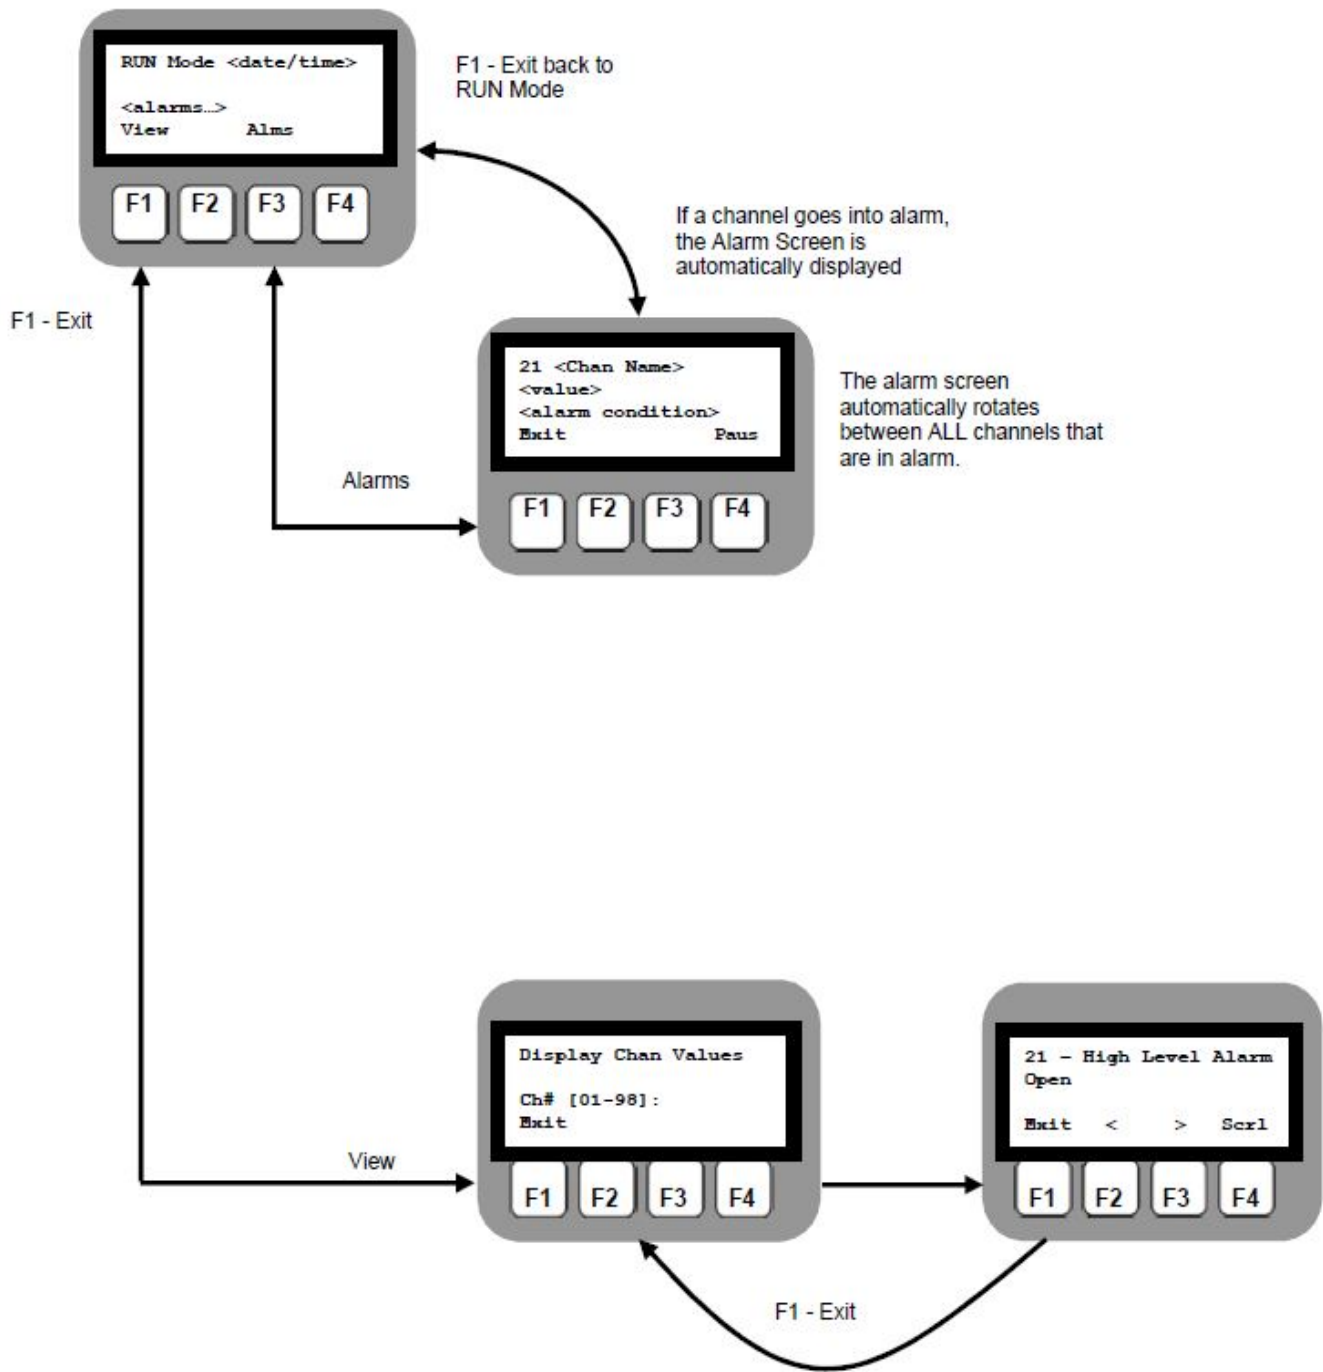 RUN Mode <date/time>
<alarms…>
View Alms
F1 F2 F3 F4
F1 - Exit back to
RUN Mode
If a channel goes into alarm,
the Alarm Screen is
automatically displayed
F1 - Exit
21 <Chan Name>
<value>
<alarm condition>
Exit Paus
F1 F2 F3 F4
The alarm screen
automatically rotates
between ALL channels that
are in alarm.
Alarms
Display Chan Values
Ch# [01-98]:
Exit
F1 F2 F3 F4
21 - High Level Alarm
Open
Exit < > Scrl
F1 F2 F3 F4
View
F1 - Exit